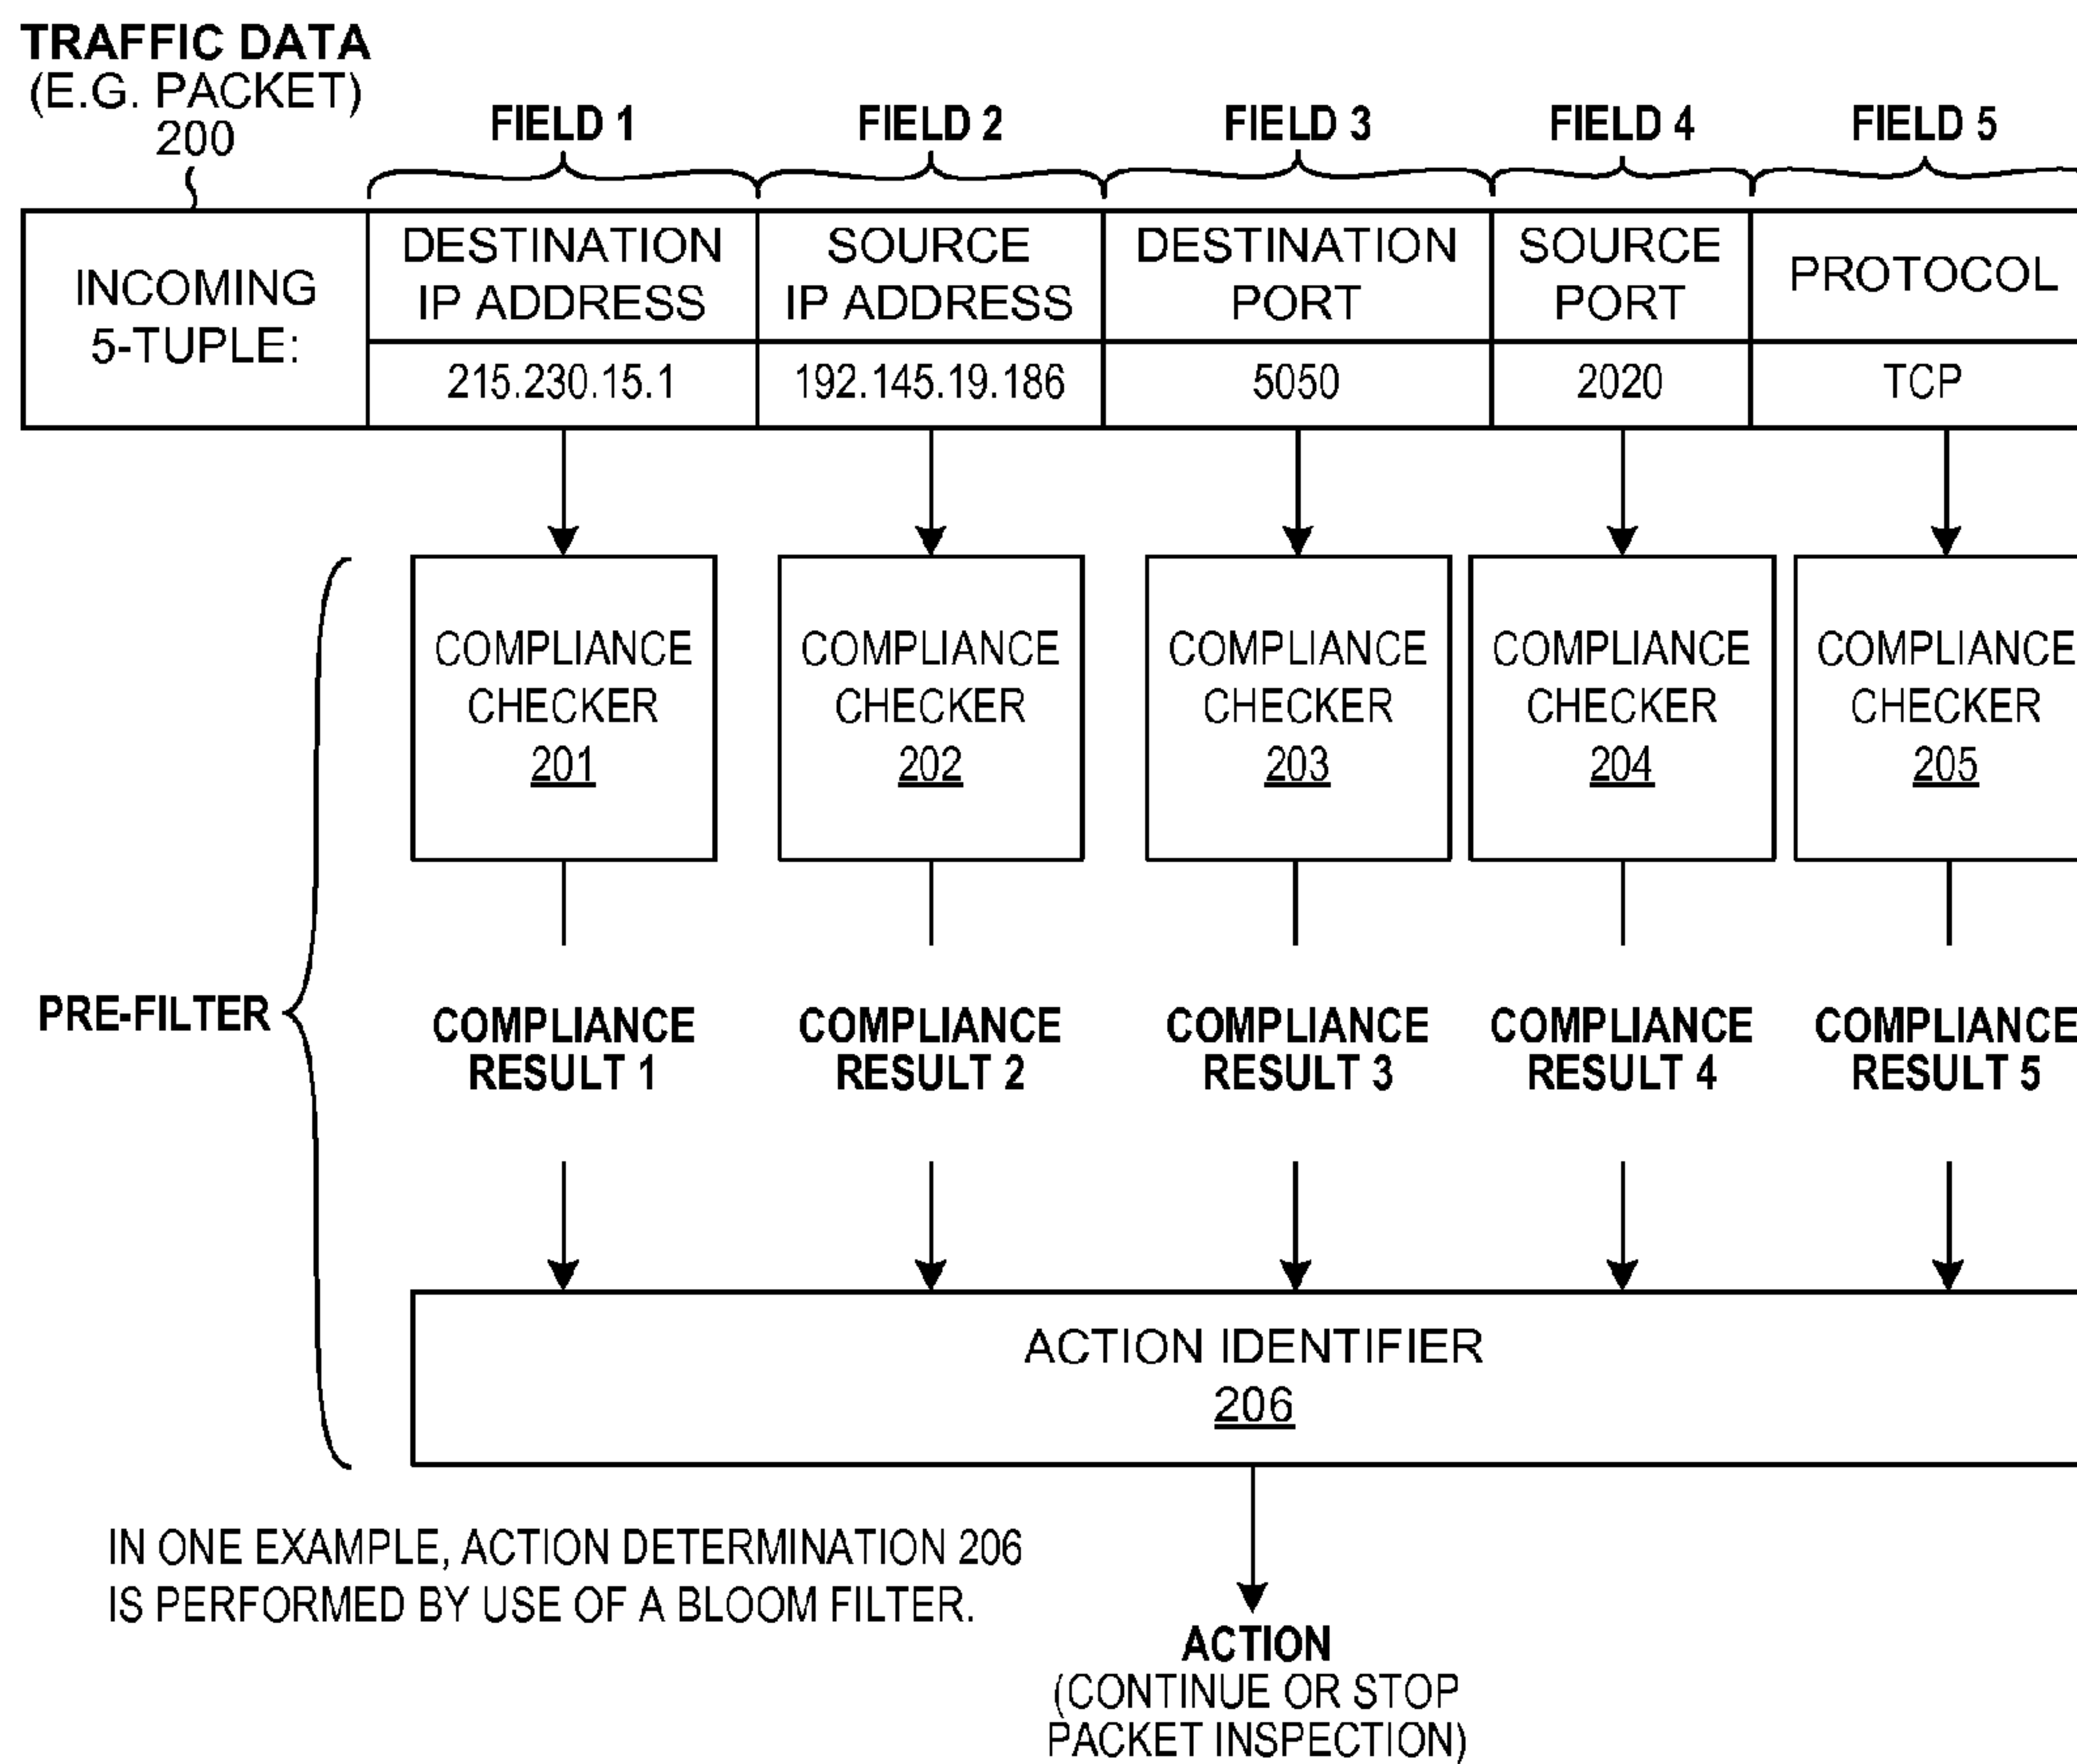 TRAFFIC DATA
(E.G. PACKET)
200
FIELD 1
FIELD 2
FIELD 3
FIELD 4
FIELD 5
INCOMING
5-TUPLE:
DESTINATION
IP ADDRESS
SOURCE
IP ADDRESS
DESTINATION
PORT
SOURCE
PORT
PROTOCOL
215.230.15.1
192.145.19.186
5050
2020
TCP
COMPLIANCE
CHECKER
201
COMPLIANCE
CHECKER
202
COMPLIANCE
CHECKER
203
COMPLIANCE
CHECKER
204
COMPLIANCE
CHECKER
205
PRE-FILTER
COMPLIANCE
RESULT 1
COMPLIANCE
RESULT 2
COMPLIANCE
RESULT 3
COMPLIANCE
RESULT 4
COMPLIANCE
RESULT 5
ACTION IDENTIFIER
206
IN ONE EXAMPLE, ACTION DETERMINATION 206
IS PERFORMED BY USE OF A BLOOM FILTER.
ACTION
(CONTINUE OR STOP
PACKET INSPECTION)